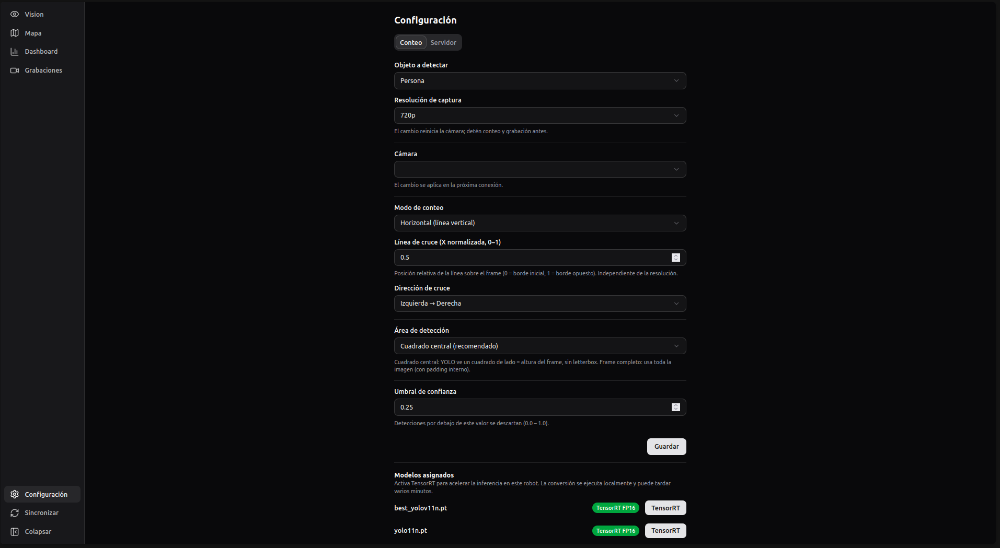 Vision
Mapa
Dashboard
Grabaciones
Configuración
Sincronizar
Colapsar
Configuración
Conteo Servidor
Objeto a detectar
Persona
Resolución de captura
720p
El cambio reinicia la cámara; detén conteo y grabación antes.
Cámara
El cambio se aplica en la próxima conexión.
Modo de conteo
Horizontal (línea vertical)
Línea de cruce (X normalizada, 0–1)
0.5
Posición relativa de la línea sobre el frame (0 = borde inicial, 1 = borde opuesto). Independiente de la resolución.
Dirección de cruce
Izquierda → Derecha
Área de detección
Cuadrado central (recomendado)
Cuadrado central: YOLO ve un cuadrado de lado = altura del frame, sin letterbox. Frame completo: usa toda la
imagen (con padding interno).
Umbral de confianza
0.25
Detecciones por debajo de este valor se descartan (0.0 – 1.0).
Guardar
Modelos asignados
Activa TensorRT para acelerar la inferencia en este robot. La conversión se ejecuta localmente y puede tardar
varios minutos.
best_yolov11n.pt TensorRT FP16 TensorRT
yolo11n.pt TensorRT FP16 TensorRT